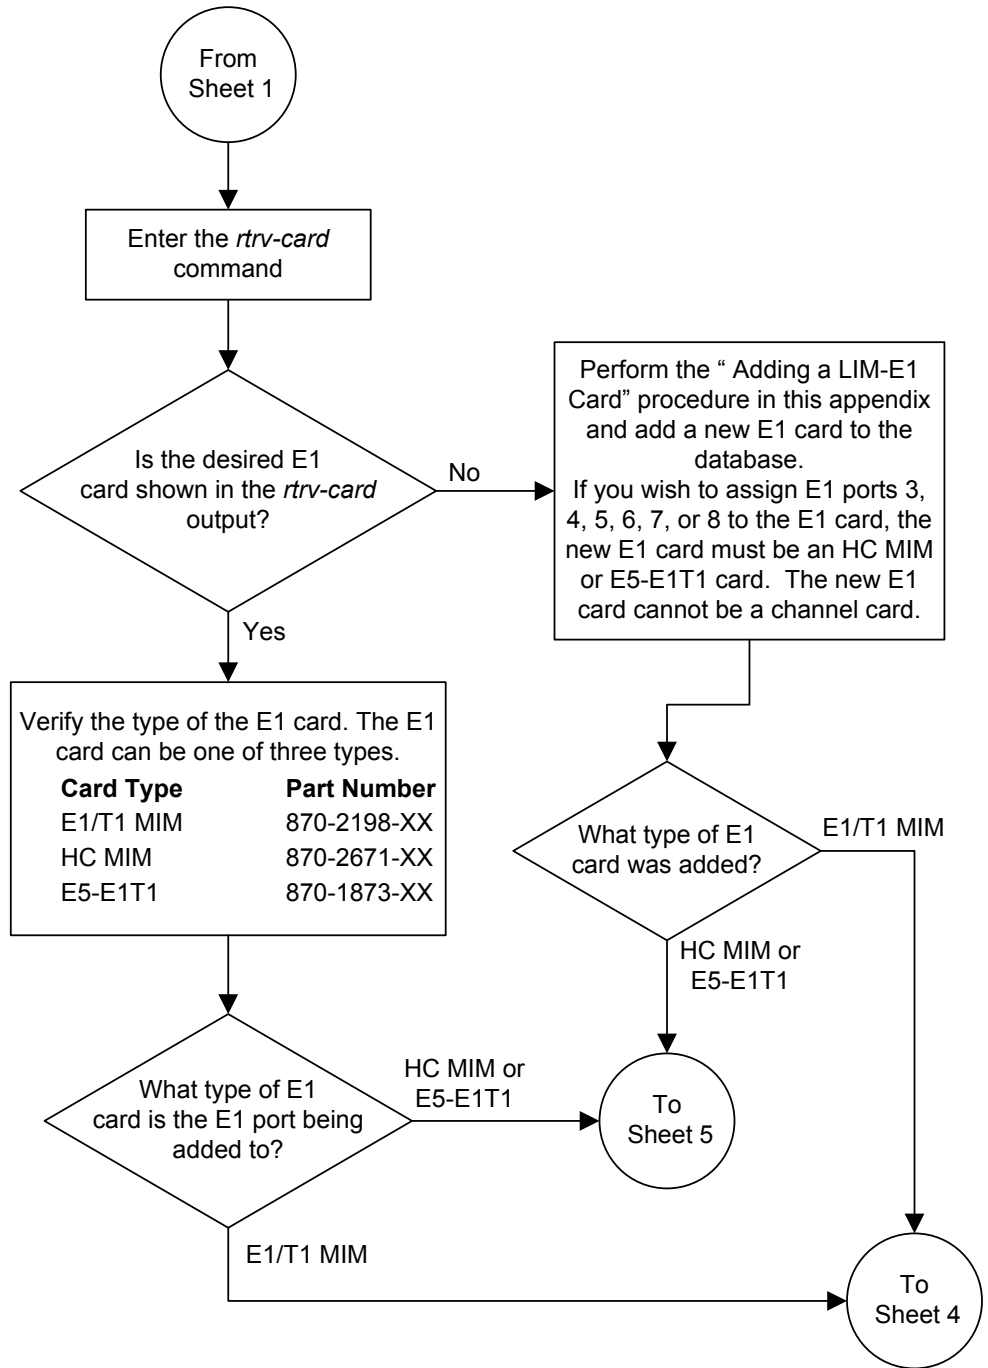 From
Sheet 1
Enter the rtrv-card
command
Is the desired E1
card shown in the rtrv-card
output?
No
Perform the “ Adding a LIM-E1
Card” procedure in this appendix
and add a new E1 card to the
database.
If you wish to assign E1 ports 3,
4, 5, 6, 7, or 8 to the E1 card, the
new E1 card must be an HC MIM
or E5-E1T1 card.  The new E1
card cannot be a channel card.
Yes
Verify the type of the E1 card. The E1
card can be one of three types.
Card Type Part Number
E1/T1 MIM 870-2198-XX
HC MIM 870-2671-XX
E5-E1T1 870-1873-XX
What type of E1
card was added?
E1/T1 MIM
HC MIM or
E5-E1T1
What type of E1
card is the E1 port being
added to?
HC MIM or
E5-E1T1
To
Sheet 5
E1/T1 MIM
To
Sheet 4